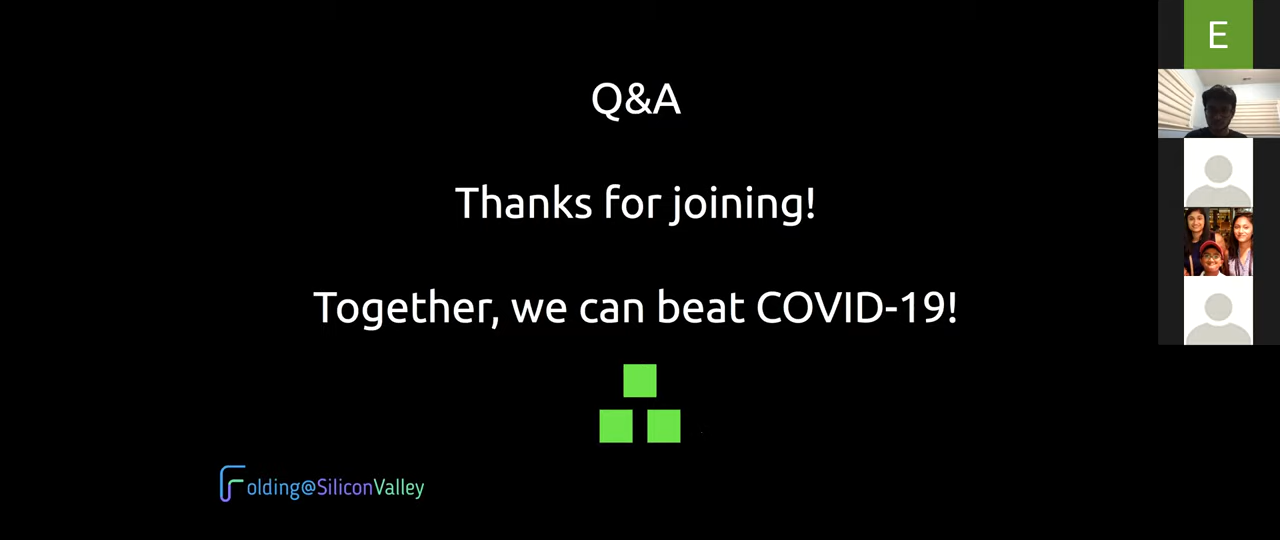 Q&A
Thanks for joining!
Together, we can beat COVID-19!
Folding@SiliconValley
E